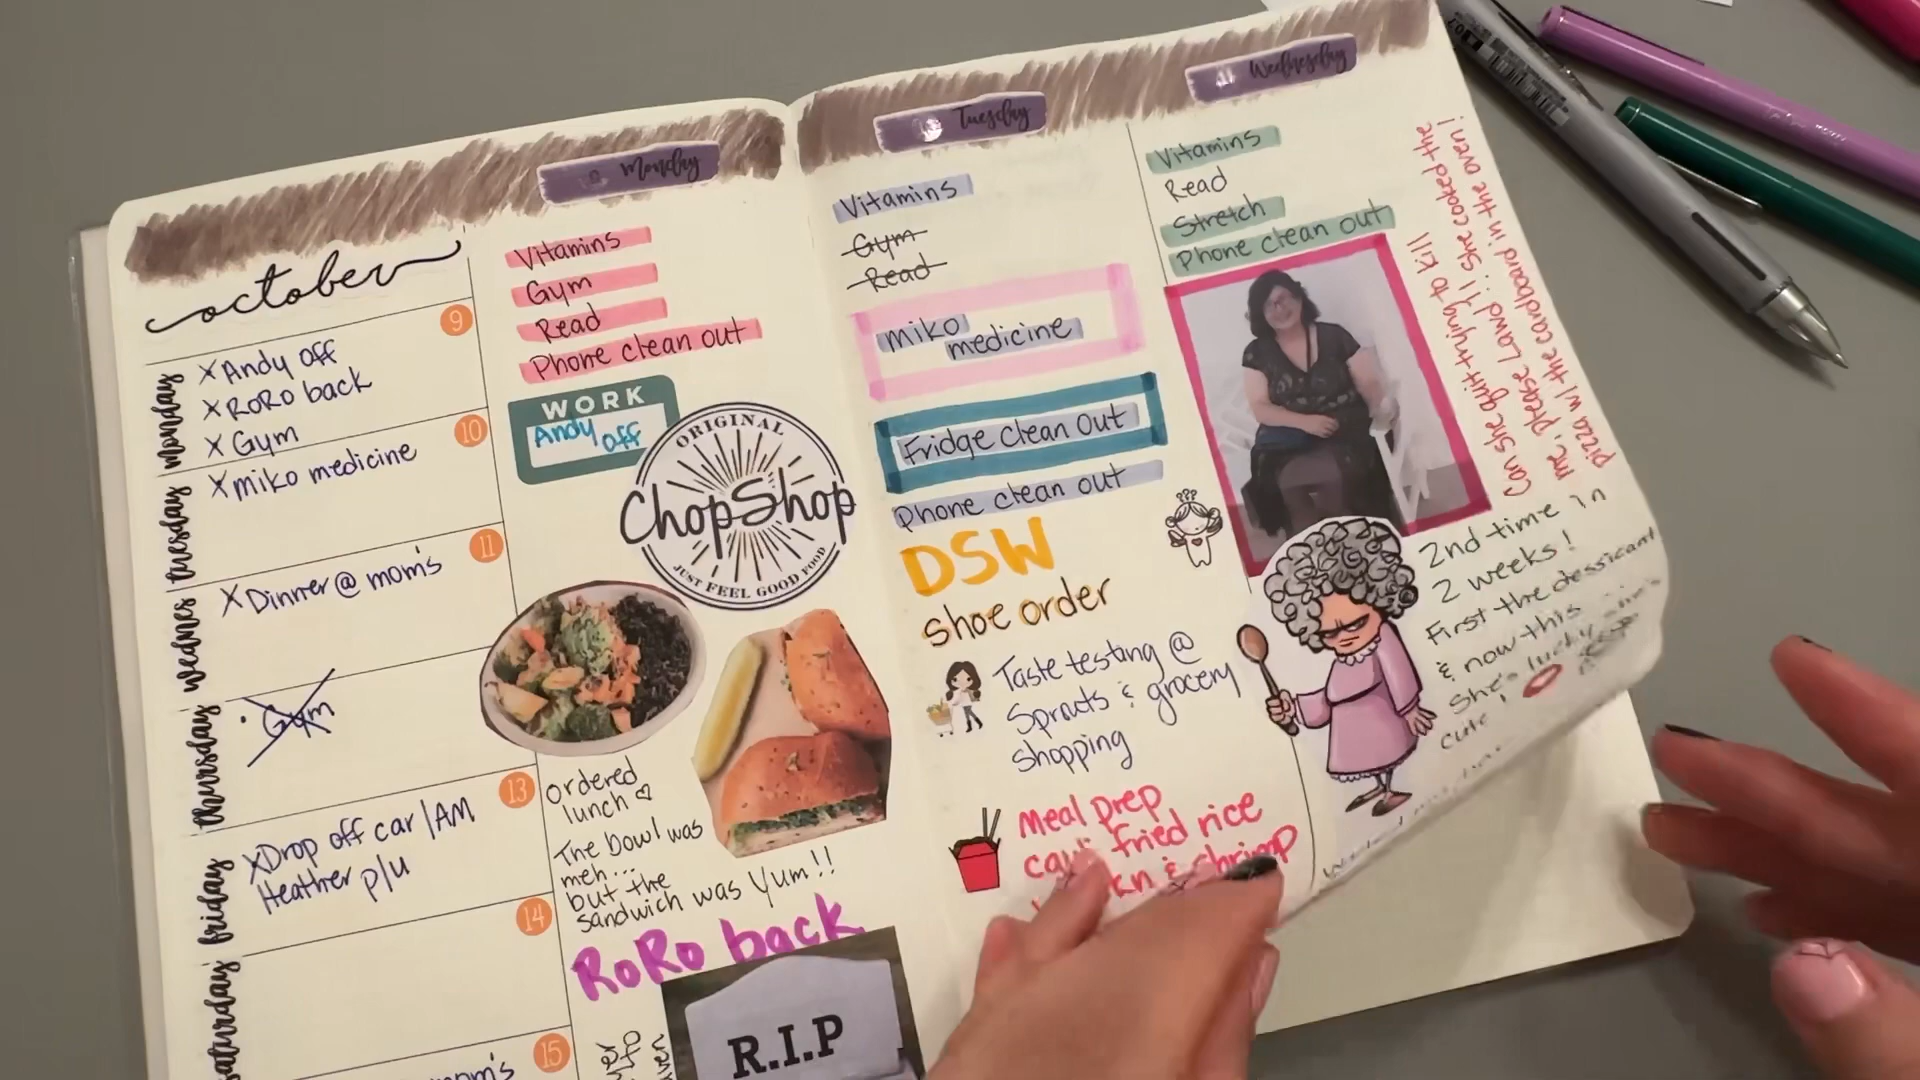 october
monday
9
X Andy off
X RoRo back
X Gym
tuesday
10
X miko medicine
wednes
11
X Dinner @ mom's
thursday
• Gym
friday
13
X Drop off car / AM
Heather p/u
saturday
14
15
mom's
Monday
Vitamins
Gym
Read
Phone clean out
WORK
Andy
off
ORIGINAL
ChopShop
JUST FEEL GOOD FOOD
ordered
lunch
The bowl was
meh...
but the
sandwich was Yum!!
RoRo back
R.I.P
Tuesday
Vitamins
Gym
Read
miko
medicine
Fridge clean out
Phone clean out
DSW
shoe order
Taste testing @
Sprouts & grocery
shopping
Meal prep
fried rice
& shrimp
Wednesday
Vitamins
Read
Stretch
Phone clean out
Can she quit trying to kill
me, please Lawd!! She cooked the
pizza w/ the cardboard in the oven!
2nd time in
2 weeks!
First the dessicant
& now this
She's lucky she's
cute!